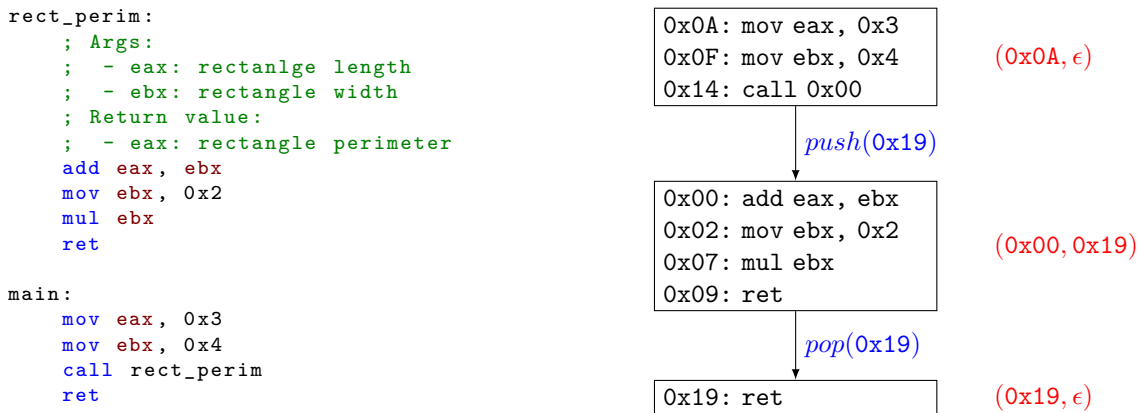 rect_perim:
    ; Args:
    ;  - eax: rectanlge length
    ;  - ebx: rectangle width
    ; Return value:
    ;  - eax: rectangle perimeter
    add eax, ebx
    mov ebx, 0x2
    mul ebx
    ret

main:
    mov eax, 0x3
    mov ebx, 0x4
    call rect_perim
    ret

0x0A: mov eax, 0x3
0x0F: mov ebx, 0x4
0x14: call 0x00
(0x0A, ϵ)
push(0x19)
0x00: add eax, ebx
0x02: mov ebx, 0x2
0x07: mul ebx
0x09: ret
(0x00, 0x19)
pop(0x19)
0x19: ret
(0x19, ϵ)